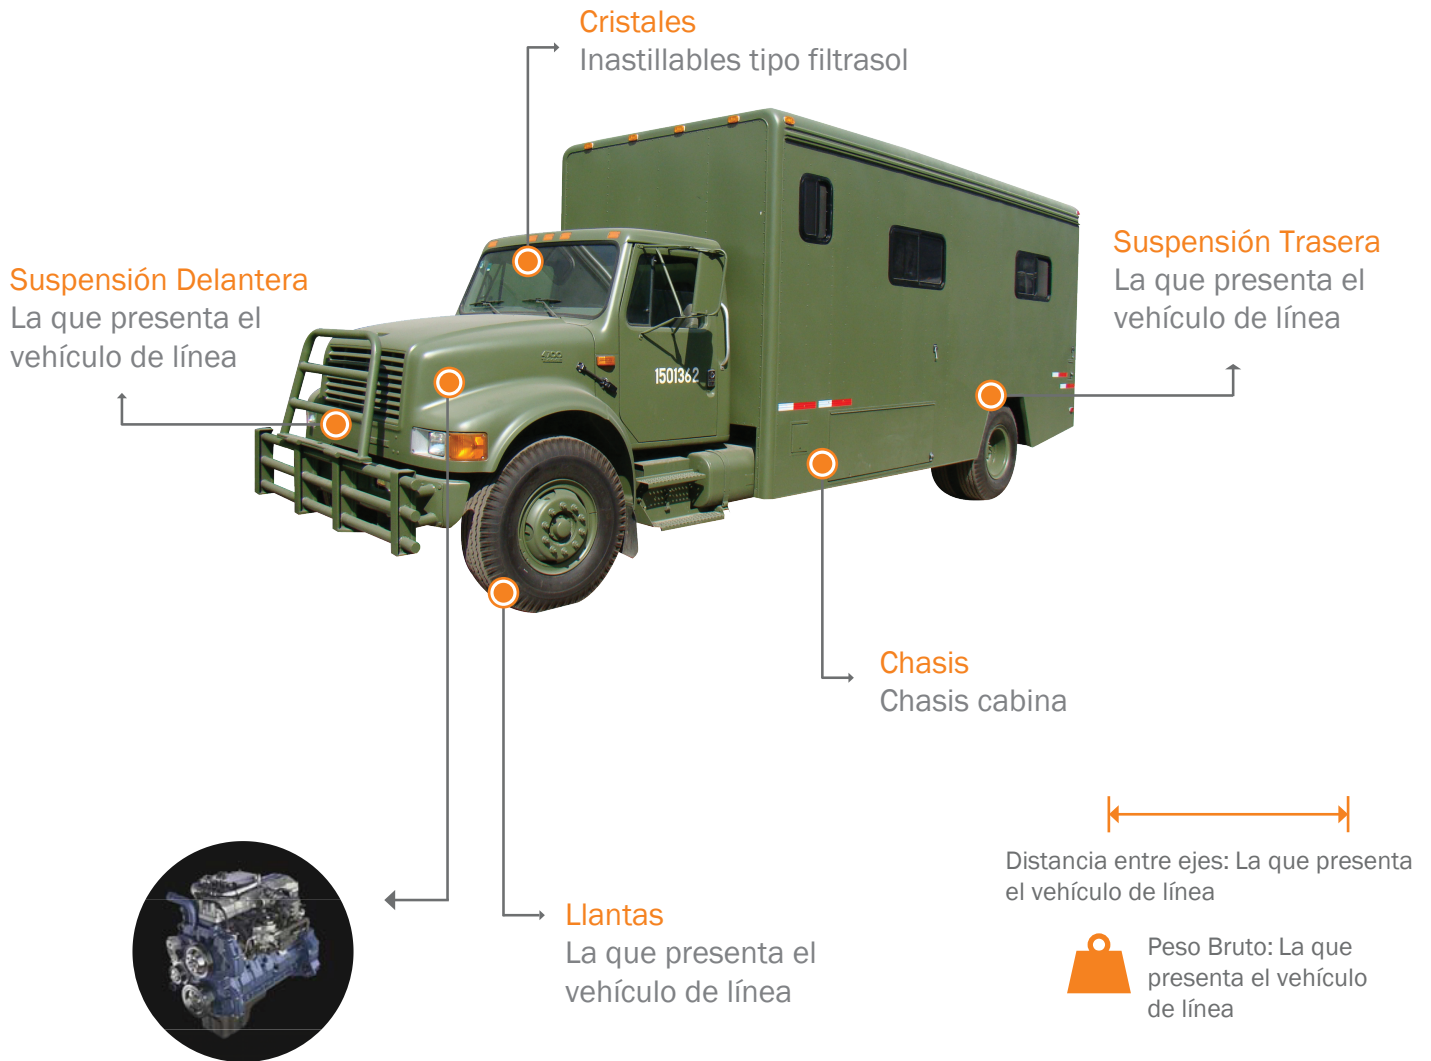 Cristales
Inastillables tipo filtrasol
Suspensión Trasera
La que presenta el
vehículo de línea
Suspensión Delantera
La que presenta el
vehículo de línea
4700
1501362
Chasis
Chasis cabina
Llantas
La que presenta el
vehículo de línea
Distancia entre ejes: La que presenta
el vehículo de línea
Peso Bruto: La que
presenta el vehículo
de línea